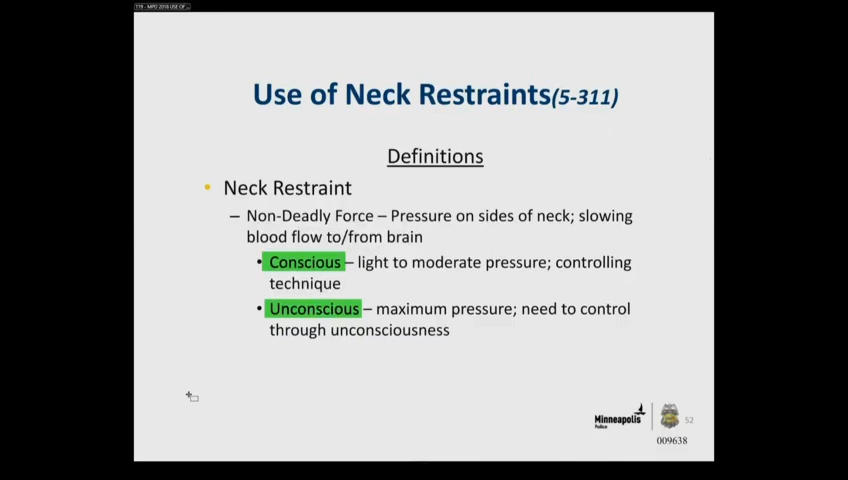 119 - MPD 2018 USE OF ...
Use of Neck Restraints(5-311)
Definitions
• Neck Restraint
– Non-Deadly Force – Pressure on sides of neck; slowing
blood flow to/from brain
• Conscious – light to moderate pressure; controlling
technique
• Unconscious – maximum pressure; need to control
through unconsciousness
Minneapolis
Police
52
009638